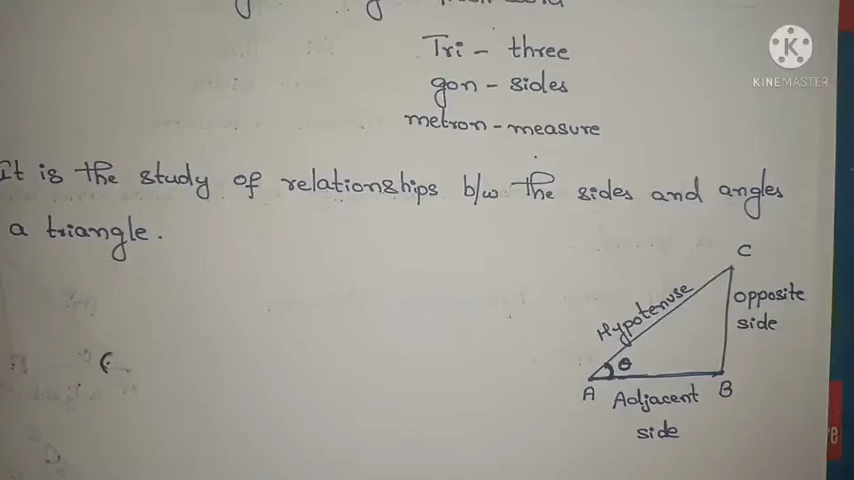 Tri - three
gon - sides
metron - measure
It is the study of relationships b/w the sides and angles
a triangle.
C
Hypotenuse
opposite
side
θ
A
Adjacent
side
B
K
KINEMASTER
re